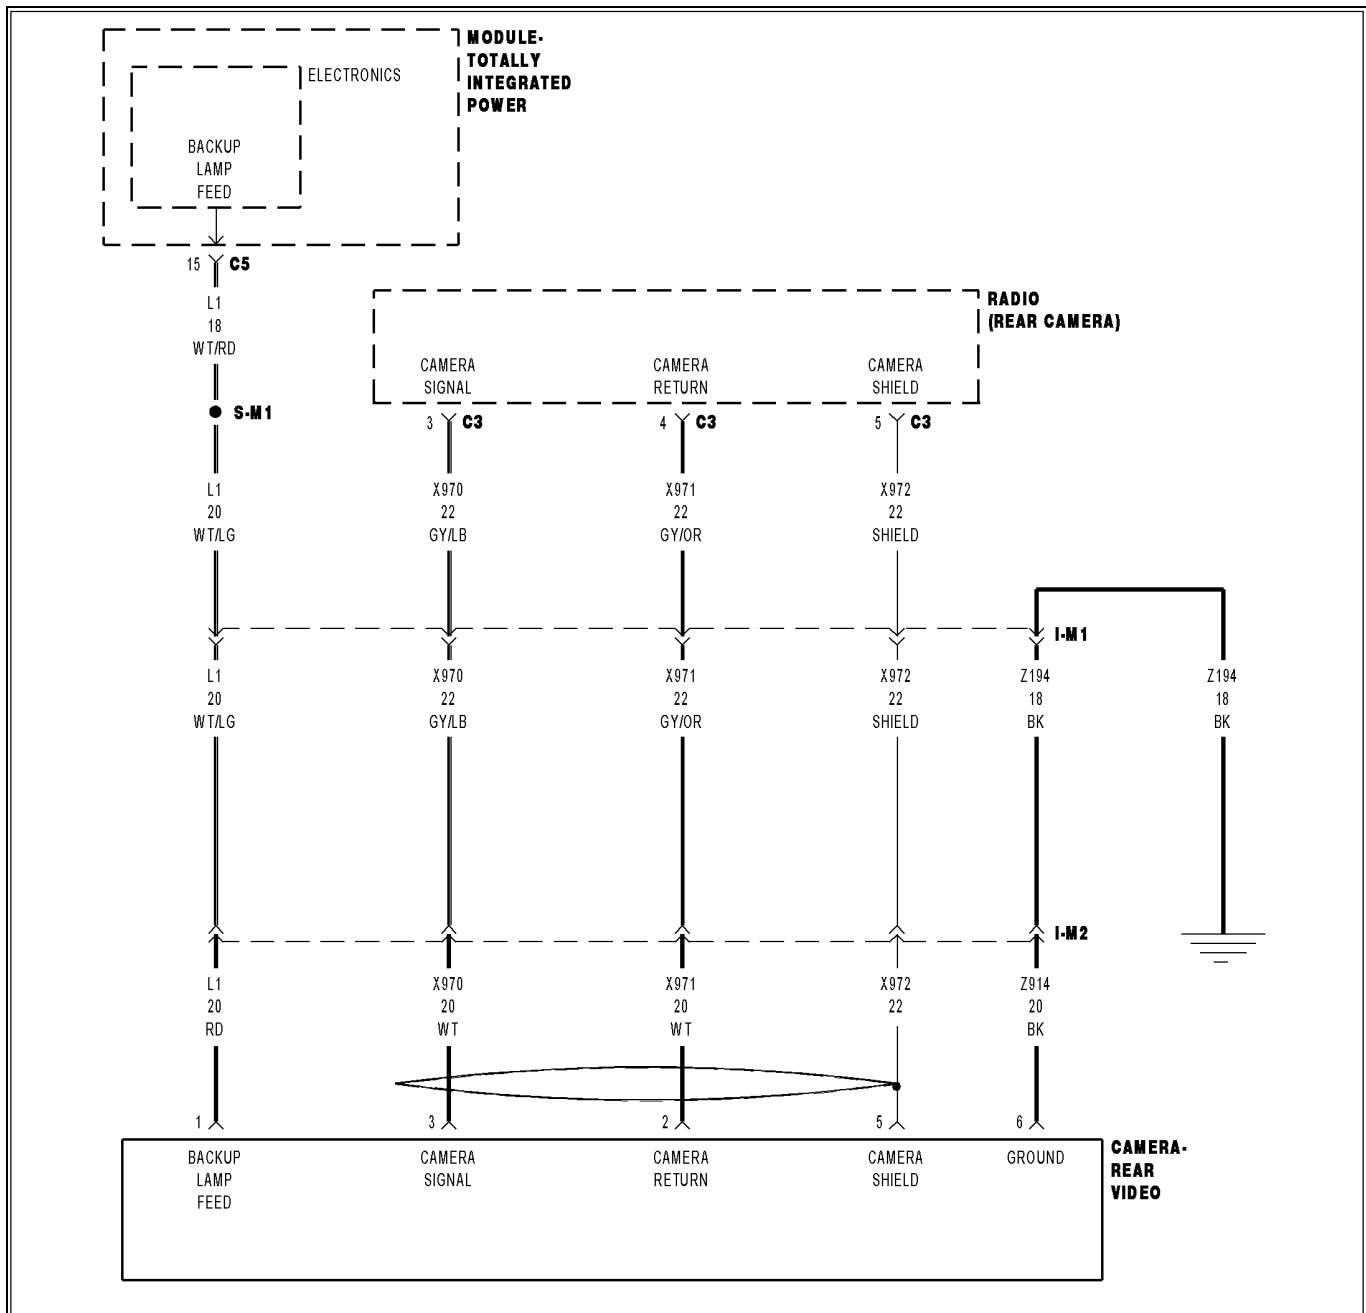 MODULE-
TOTALLY
INTEGRATED
POWER
ELECTRONICS
BACKUP
LAMP
FEED
15 C5
L1
18
WT/RD
S-M1
RADIO
(REAR CAMERA)
CAMERA
SIGNAL
CAMERA
RETURN
CAMERA
SHIELD
3 C3
4 C3
5 C3
L1
20
WT/LG
X970
22
GY/LB
X971
22
GY/OR
X972
22
SHIELD
I-M1
L1
20
WT/LG
X970
22
GY/LB
X971
22
GY/OR
X972
22
SHIELD
Z194
18
BK
Z194
18
BK
I-M2
L1
20
RD
X970
20
WT
X971
20
WT
X972
22
Z914
20
BK
1
3
2
5
6
BACKUP
LAMP
FEED
CAMERA
SIGNAL
CAMERA
RETURN
CAMERA
SHIELD
GROUND
CAMERA-
REAR
VIDEO